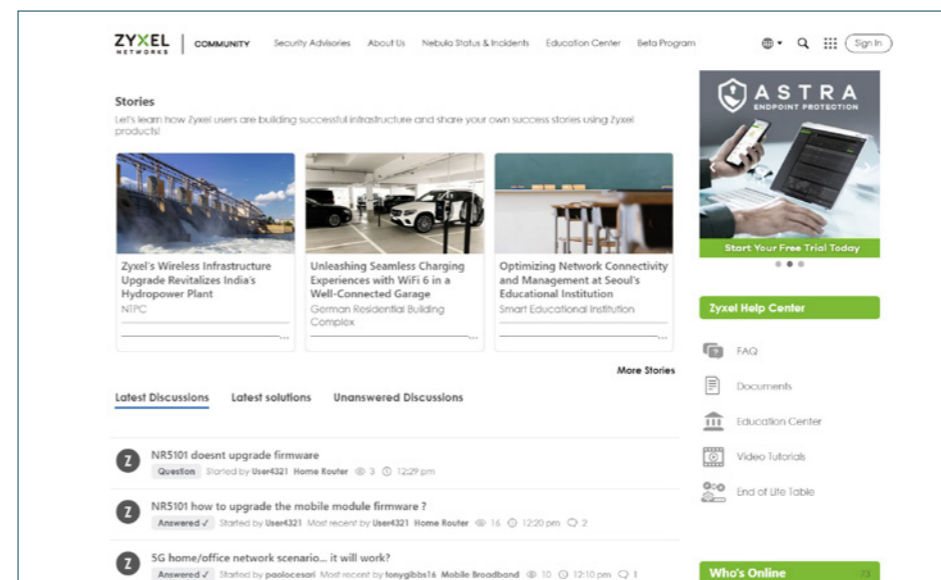 ZYXEL
NETWORKS
COMMUNITY
Security Advisories
About Us
Nebula Status & Incidents
Education Center
Beta Program
Sign In
Stories
Let's learn how Zyxel users are building successful infrastructure and share your own success stories using Zyxel
products!
Zyxel's Wireless Infrastructure
Upgrade Revitalizes India's
Hydropower Plant
NTPC
...
Unleashing Seamless Charging
Experiences with WiFi 6 in a
Well-Connected Garage
German Residential Building
Complex
...
Optimizing Network Connectivity
and Management at Seoul's
Educational Institution
Smart Educational Institution
...
More Stories
Latest Discussions
Latest solutions
Unanswered Discussions
Z
NR5101 doesnt upgrade firmware
Question Started by User4321 Home Router 3 12:29 pm
Z
NR5101 how to upgrade the mobile module firmware ?
Answered ✓ Started by User4321 Most recent by User4321 Home Router 16 12:20 pm 2
Z
5G home/office network scenario... it will work?
Answered ✓ Started by paolocesari Most recent by tonygibbs16 Mobile Broadband 10 12:10 pm 1
ASTRA
ENDPOINT PROTECTION
Start Your Free Trial Today
Zyxel Help Center
FAQ
Documents
Education Center
Video Tutorials
End of Life Table
Who's Online
73